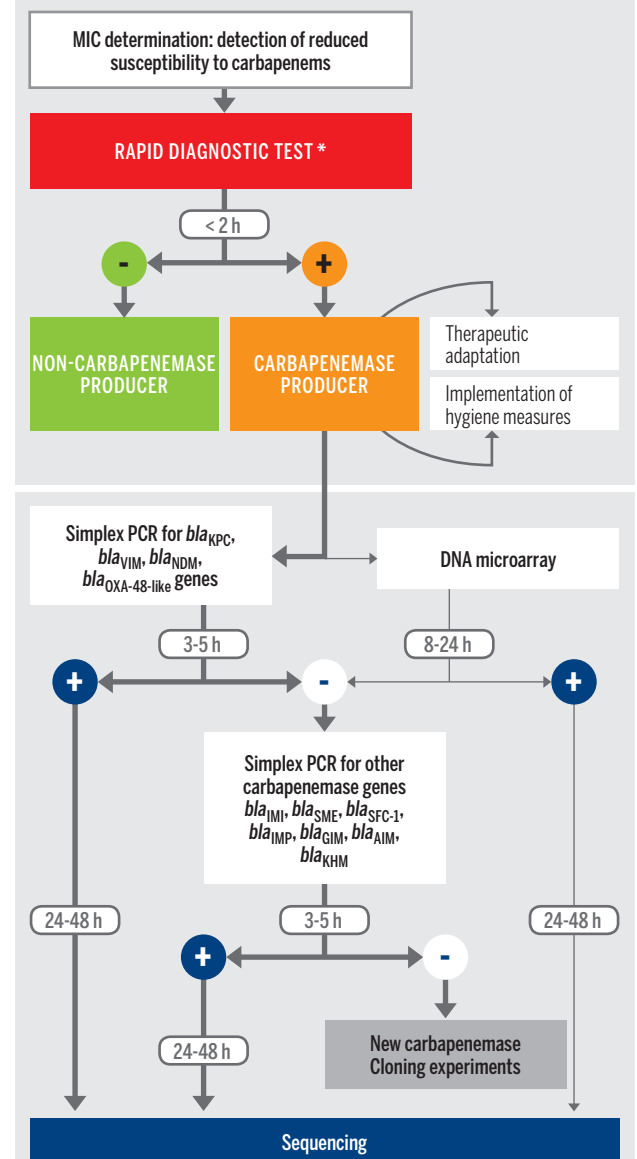 MIC determination: detection of reduced
susceptibility to carbapenems
RAPID DIAGNOSTIC TEST *
< 2 h
-
+
NON-CARBAPENEMASE
PRODUCER
CARBAPENEMASE
PRODUCER
Therapeutic
adaptation
Implementation of
hygiene measures
Simplex PCR for blaKPC,
blaVIM, blaNDM,
blaOXA-48-like genes
DNA microarray
3-5 h
8-24 h
+
-
+
Simplex PCR for other
carbapenemase genes
blaIMI, blaSME, blaSFC-1,
blaIMP, blaGIM, blaAIM,
blaKHM
24-48 h
3-5 h
24-48 h
+
-
New carbapenemase
Cloning experiments
24-48 h
Sequencing